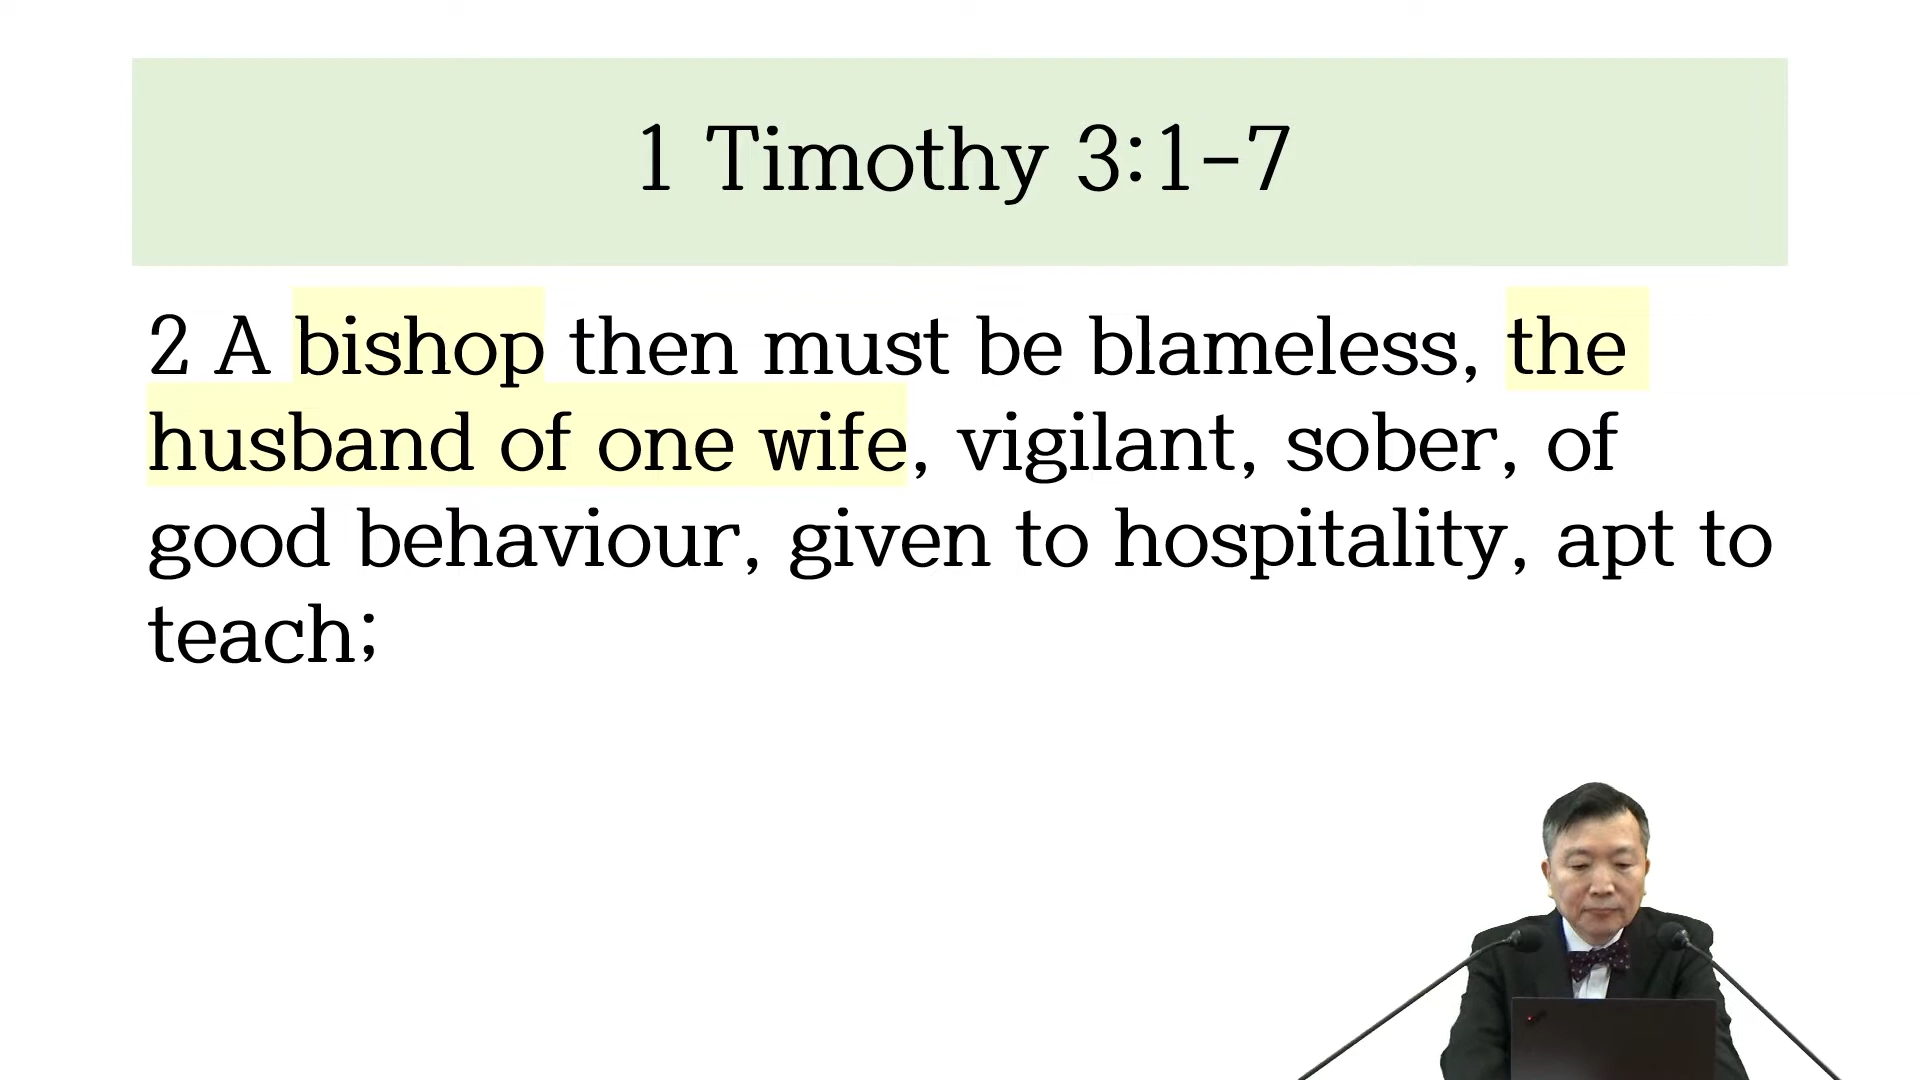 1 Timothy 3:1-7
2 A bishop then must be blameless, the
husband of one wife, vigilant, sober, of
good behaviour, given to hospitality, apt to
teach;